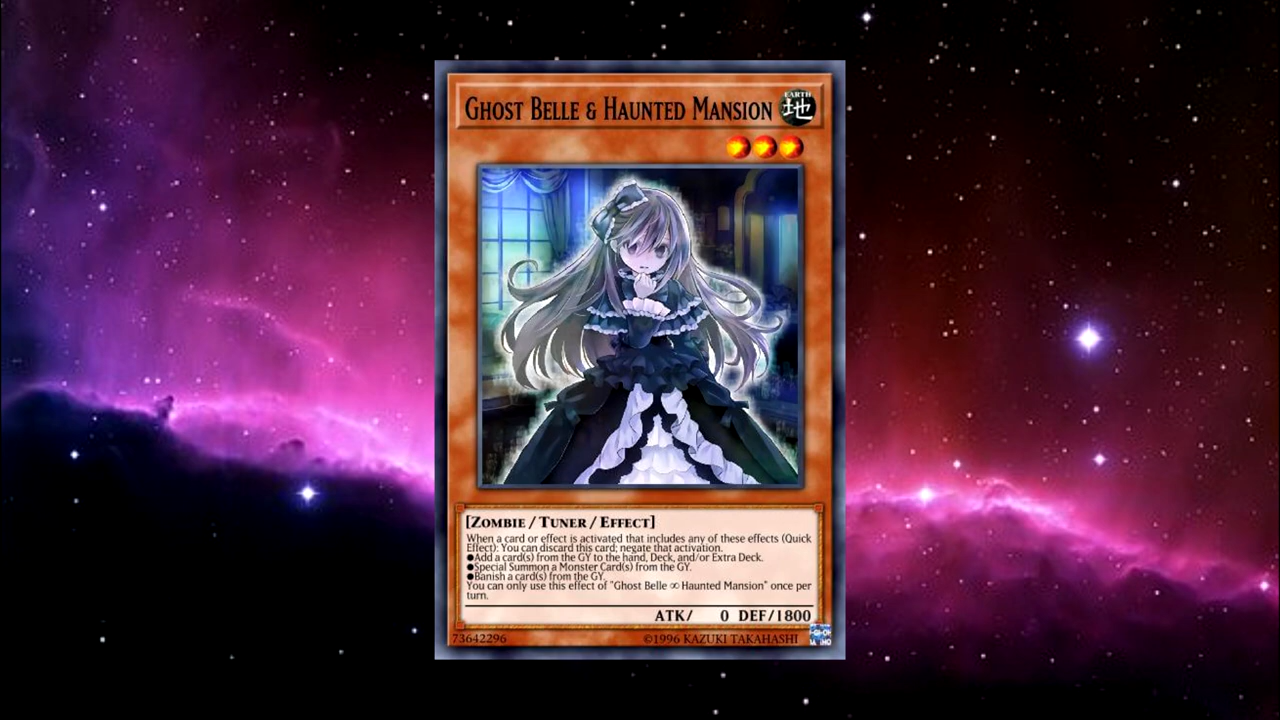 GHOST BELLE & HAUNTED MANSION
EARTH
地
[ZOMBIE / TUNER / EFFECT]
When a card or effect is activated that includes any of these effects (Quick
Effect): You can discard this card; negate that activation.
●Add a card(s) from the GY to the hand, Deck, and/or Extra Deck.
●Special Summon a Monster Card(s) from the GY.
●Banish a card(s) from the GY.
You can only use this effect of "Ghost Belle ∞ Haunted Mansion" once per
turn.
ATK/ 0 DEF/1800
73642296
©1996 KAZUKI TAKAHASHI